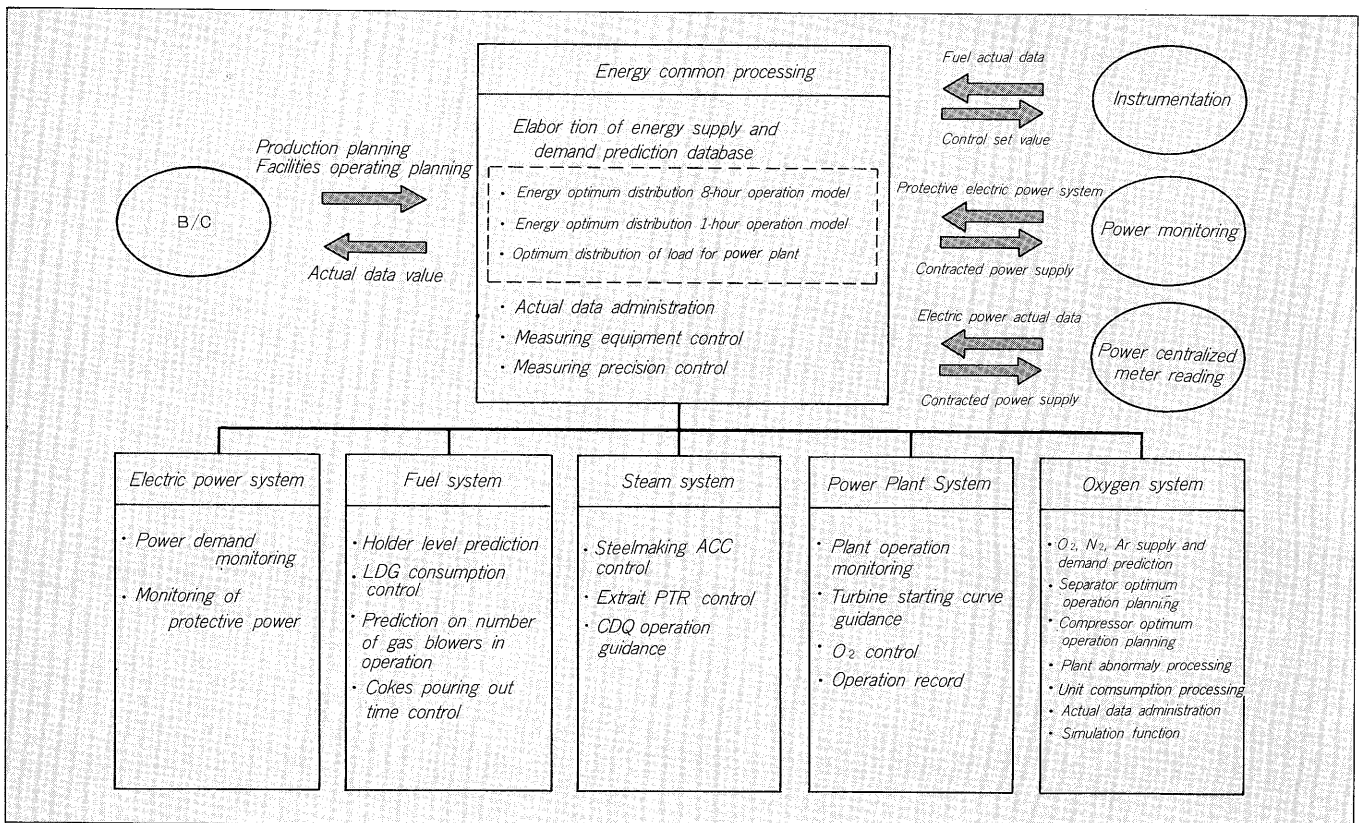 Energy common processing
Elabor tion of energy supply and
demand prediction database
· Energy optimum distribution 8-hour operation model
· Energy optimum distribution 1-hour operation model
· Optimum distribution of load for power plant
· Actual data administration
· Measuring equipment control
· Measuring precision control
B/C
Production planning
Facilities operating planning
Actual data value
Fuel actual data
Control set value
Instrumentation
Protective electric power system
Contracted power supply
Power monitoring
Electric power actual data
Contracted power supply
Power centralized
meter reading
Electric power system
· Power demand
monitoring
· Monitoring of
protective power
Fuel system
· Holder level prediction
· LDG consumption
control
· Prediction on number
of gas blowers in
operation
· Cokes pouring out
time control
Steam system
· Steelmaking ACC
control
· Extrait PTR control
· CDQ operation
guidance
Power Plant System
· Plant operation
monitoring
· Turbine starting curve
guidance
· O₂ control
· Operation record
Oxygen system
· O₂, N₂, Ar supply and
demand prediction
· Separator optimum
operation planning
· Compressor optimum
operation planning
· Plant abnormaly processing
· Unit comsumption processing
· Actual data administration
· Simulation function